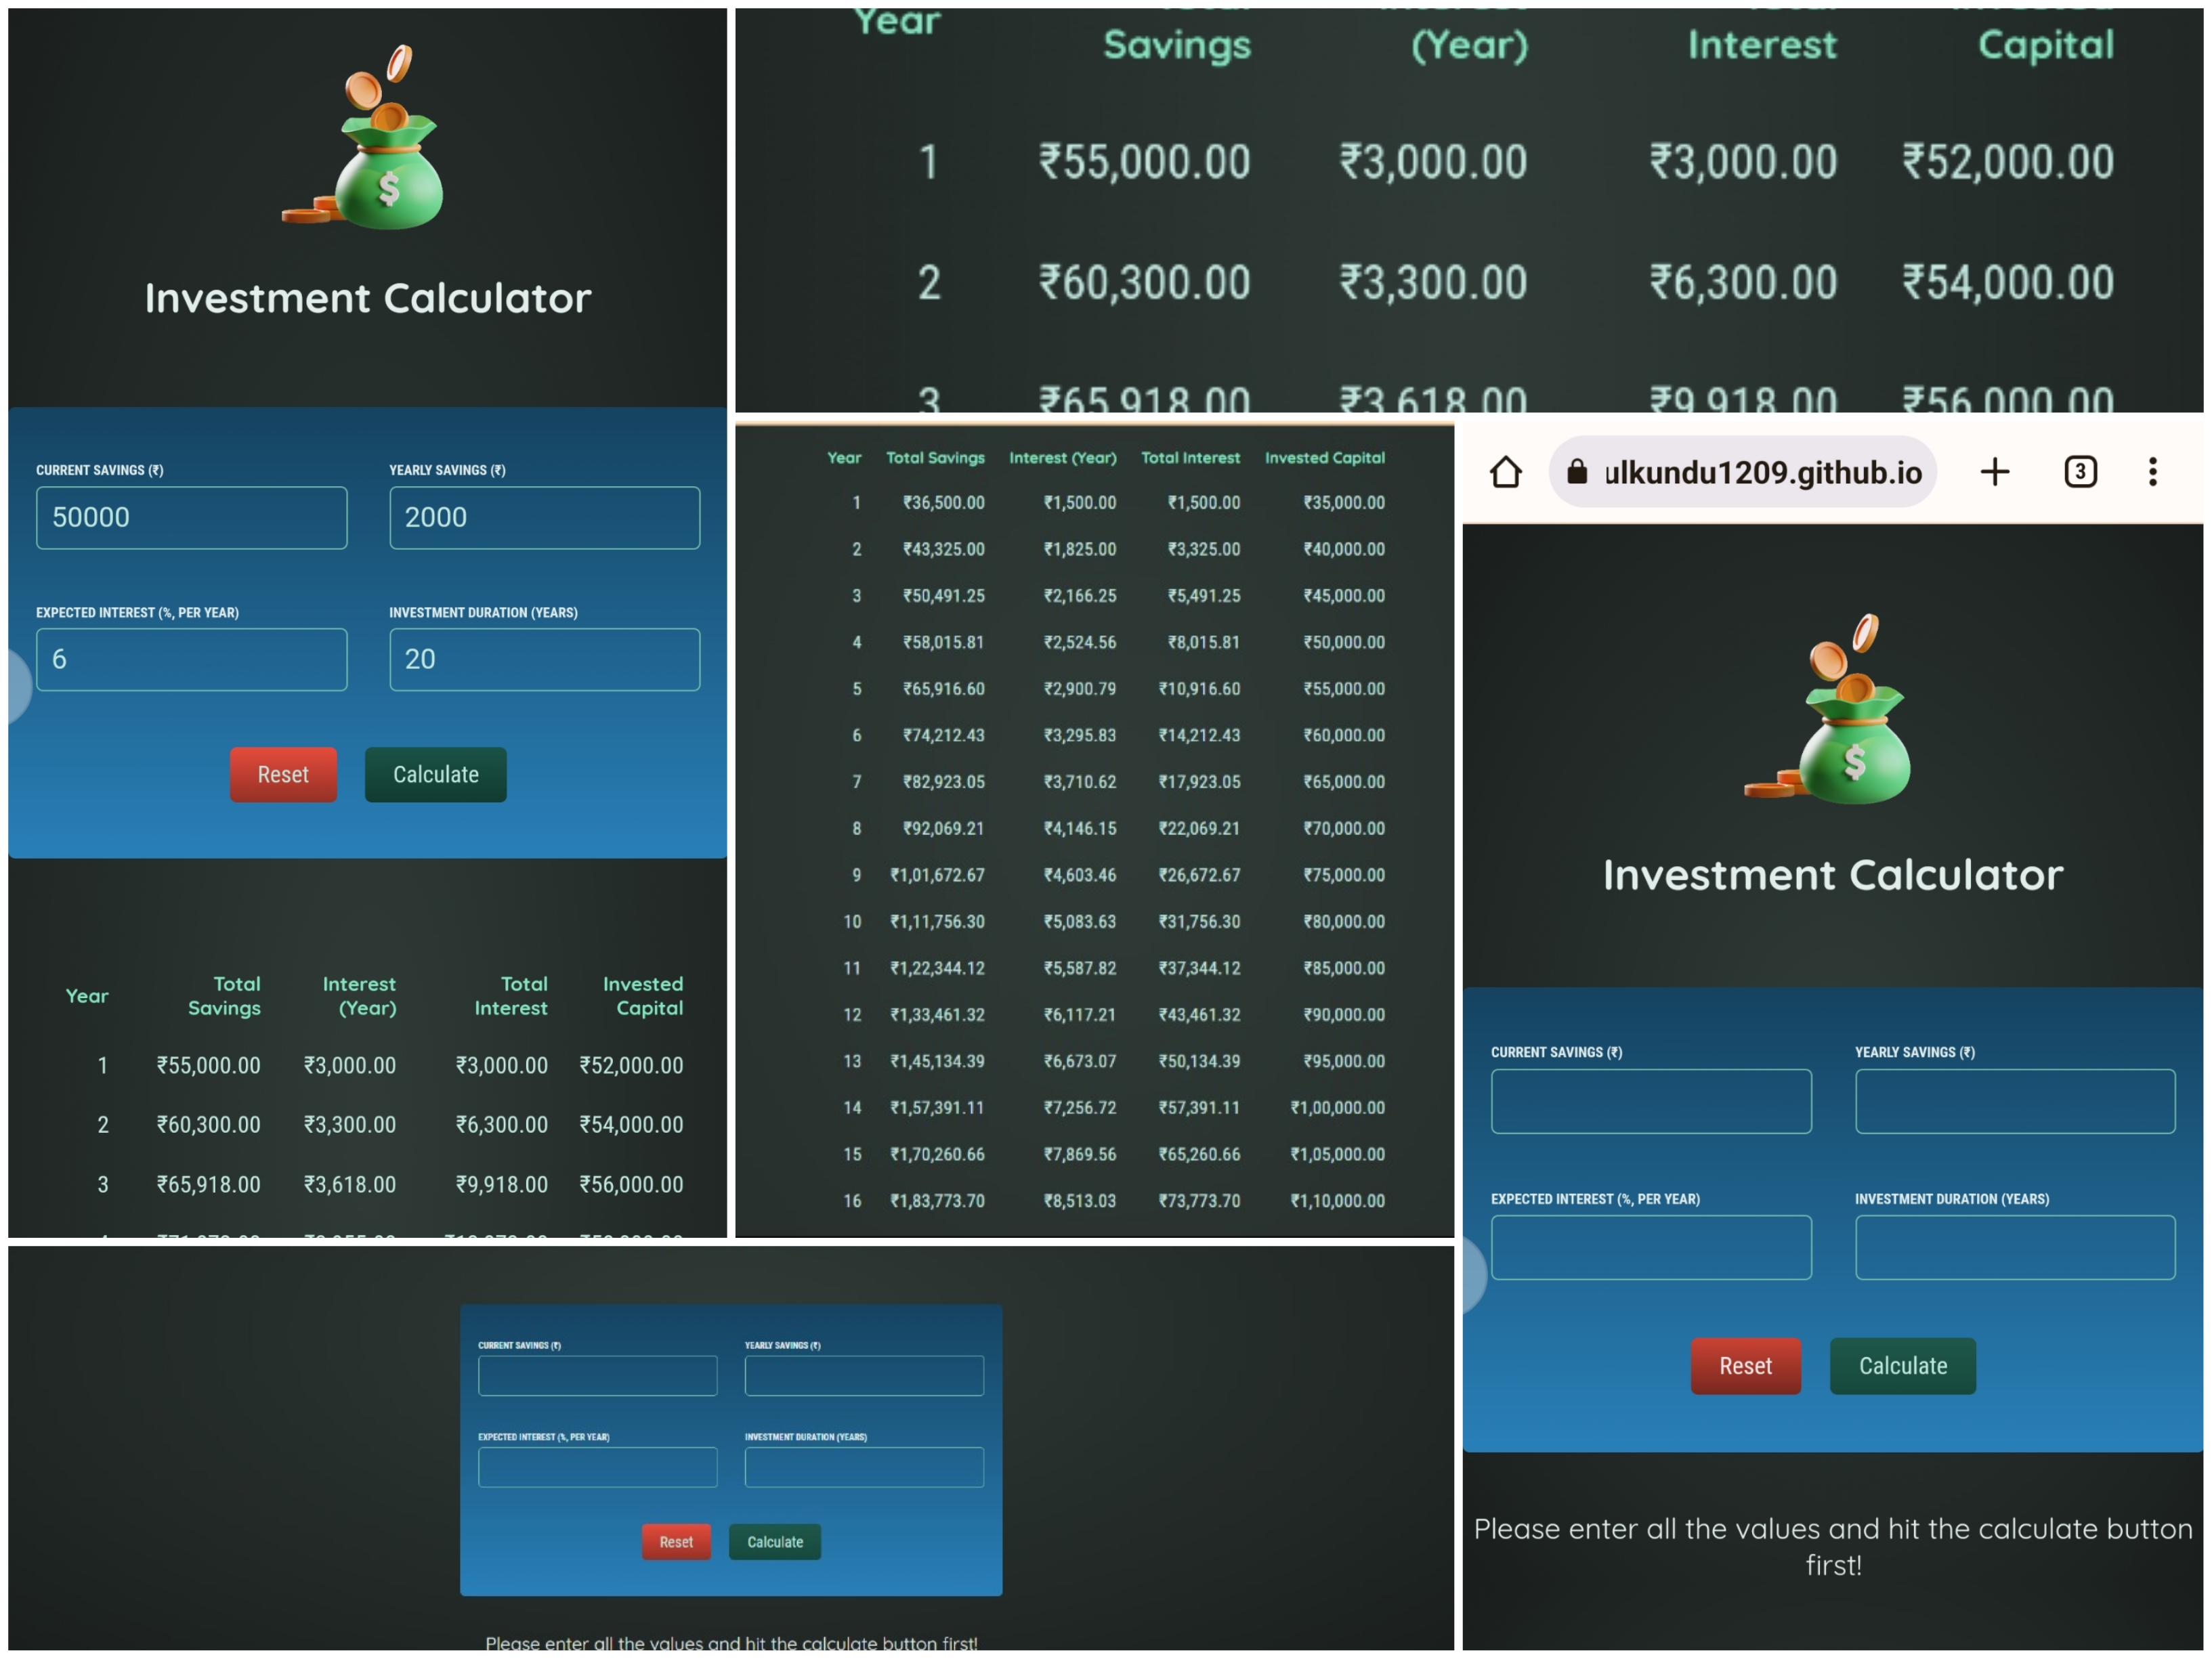 $
Investment Calculator
CURRENT SAVINGS (₹) YEARLY SAVINGS (₹)
50000 2000
EXPECTED INTEREST (%, PER YEAR) INVESTMENT DURATION (YEARS)
6 20
Reset Calculate
Year Total Savings Interest (Year) Total Interest Invested Capital
1 ₹55,000.00 ₹3,000.00 ₹3,000.00 ₹52,000.00
2 ₹60,300.00 ₹3,300.00 ₹6,300.00 ₹54,000.00
3 ₹65,918.00 ₹3,618.00 ₹9,918.00 ₹56,000.00
Year Savings (Year) Interest Capital
1 ₹55,000.00 ₹3,000.00 ₹3,000.00 ₹52,000.00
2 ₹60,300.00 ₹3,300.00 ₹6,300.00 ₹54,000.00
3 ₹65,918.00 ₹3,618.00 ₹9,918.00 ₹56,000.00
Year Total Savings Interest (Year) Total Interest Invested Capital
1 ₹36,500.00 ₹1,500.00 ₹1,500.00 ₹35,000.00
2 ₹43,325.00 ₹1,825.00 ₹3,325.00 ₹40,000.00
3 ₹50,491.25 ₹2,166.25 ₹5,491.25 ₹45,000.00
4 ₹58,015.81 ₹2,524.56 ₹8,015.81 ₹50,000.00
5 ₹65,916.60 ₹2,900.79 ₹10,916.60 ₹55,000.00
6 ₹74,212.43 ₹3,295.83 ₹14,212.43 ₹60,000.00
7 ₹82,923.05 ₹3,710.62 ₹17,923.05 ₹65,000.00
8 ₹92,069.21 ₹4,146.15 ₹22,069.21 ₹70,000.00
9 ₹1,01,672.67 ₹4,603.46 ₹26,672.67 ₹75,000.00
10 ₹1,11,756.30 ₹5,083.63 ₹31,756.30 ₹80,000.00
11 ₹1,22,344.12 ₹5,587.82 ₹37,344.12 ₹85,000.00
12 ₹1,33,461.32 ₹6,117.21 ₹43,461.32 ₹90,000.00
13 ₹1,45,134.39 ₹6,673.07 ₹50,134.39 ₹95,000.00
14 ₹1,57,391.11 ₹7,256.72 ₹57,391.11 ₹1,00,000.00
15 ₹1,70,260.66 ₹7,869.56 ₹65,260.66 ₹1,05,000.00
16 ₹1,83,773.70 ₹8,513.03 ₹73,773.70 ₹1,10,000.00
ulkundu1209.github.io 3
$
Investment Calculator
CURRENT SAVINGS (₹) YEARLY SAVINGS (₹)
EXPECTED INTEREST (%, PER YEAR) INVESTMENT DURATION (YEARS)
Reset Calculate
Please enter all the values and hit the calculate button
first!
CURRENT SAVINGS (₹) YEARLY SAVINGS (₹)
EXPECTED INTEREST (%, PER YEAR) INVESTMENT DURATION (YEARS)
Reset Calculate
Please enter all the values and hit the calculate button first!